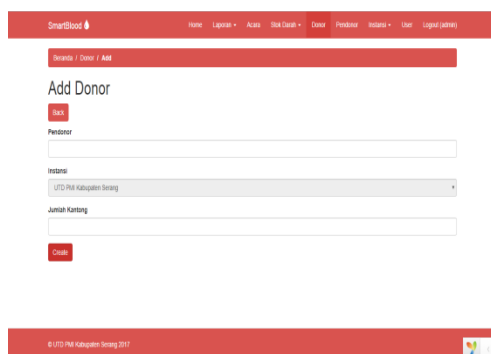 SmartBlood
Home Laporan Acara Stok Darah Donor Pendonor Instansi User Logout (admin)
Beranda / Donor / Add
Add Donor
Back
Pendonor
Instansi
UTD PMI Kabupaten Serang
Jumlah Kantong
Create
© UTD PMI Kabupaten Serang 2017